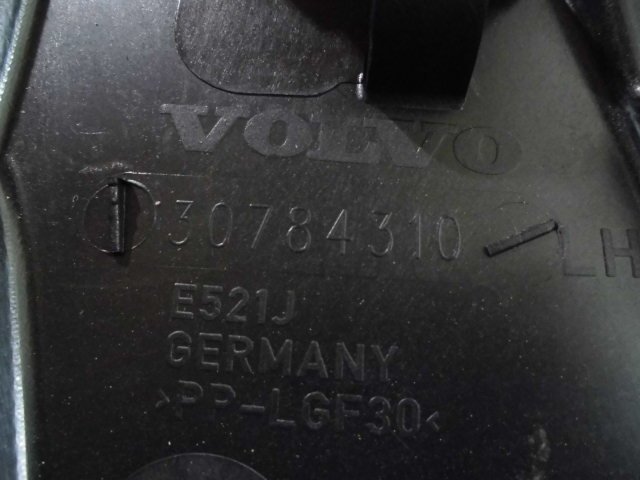 VOLVO
30784310 LH
E521J
GERMANY
>PP-LGF30<